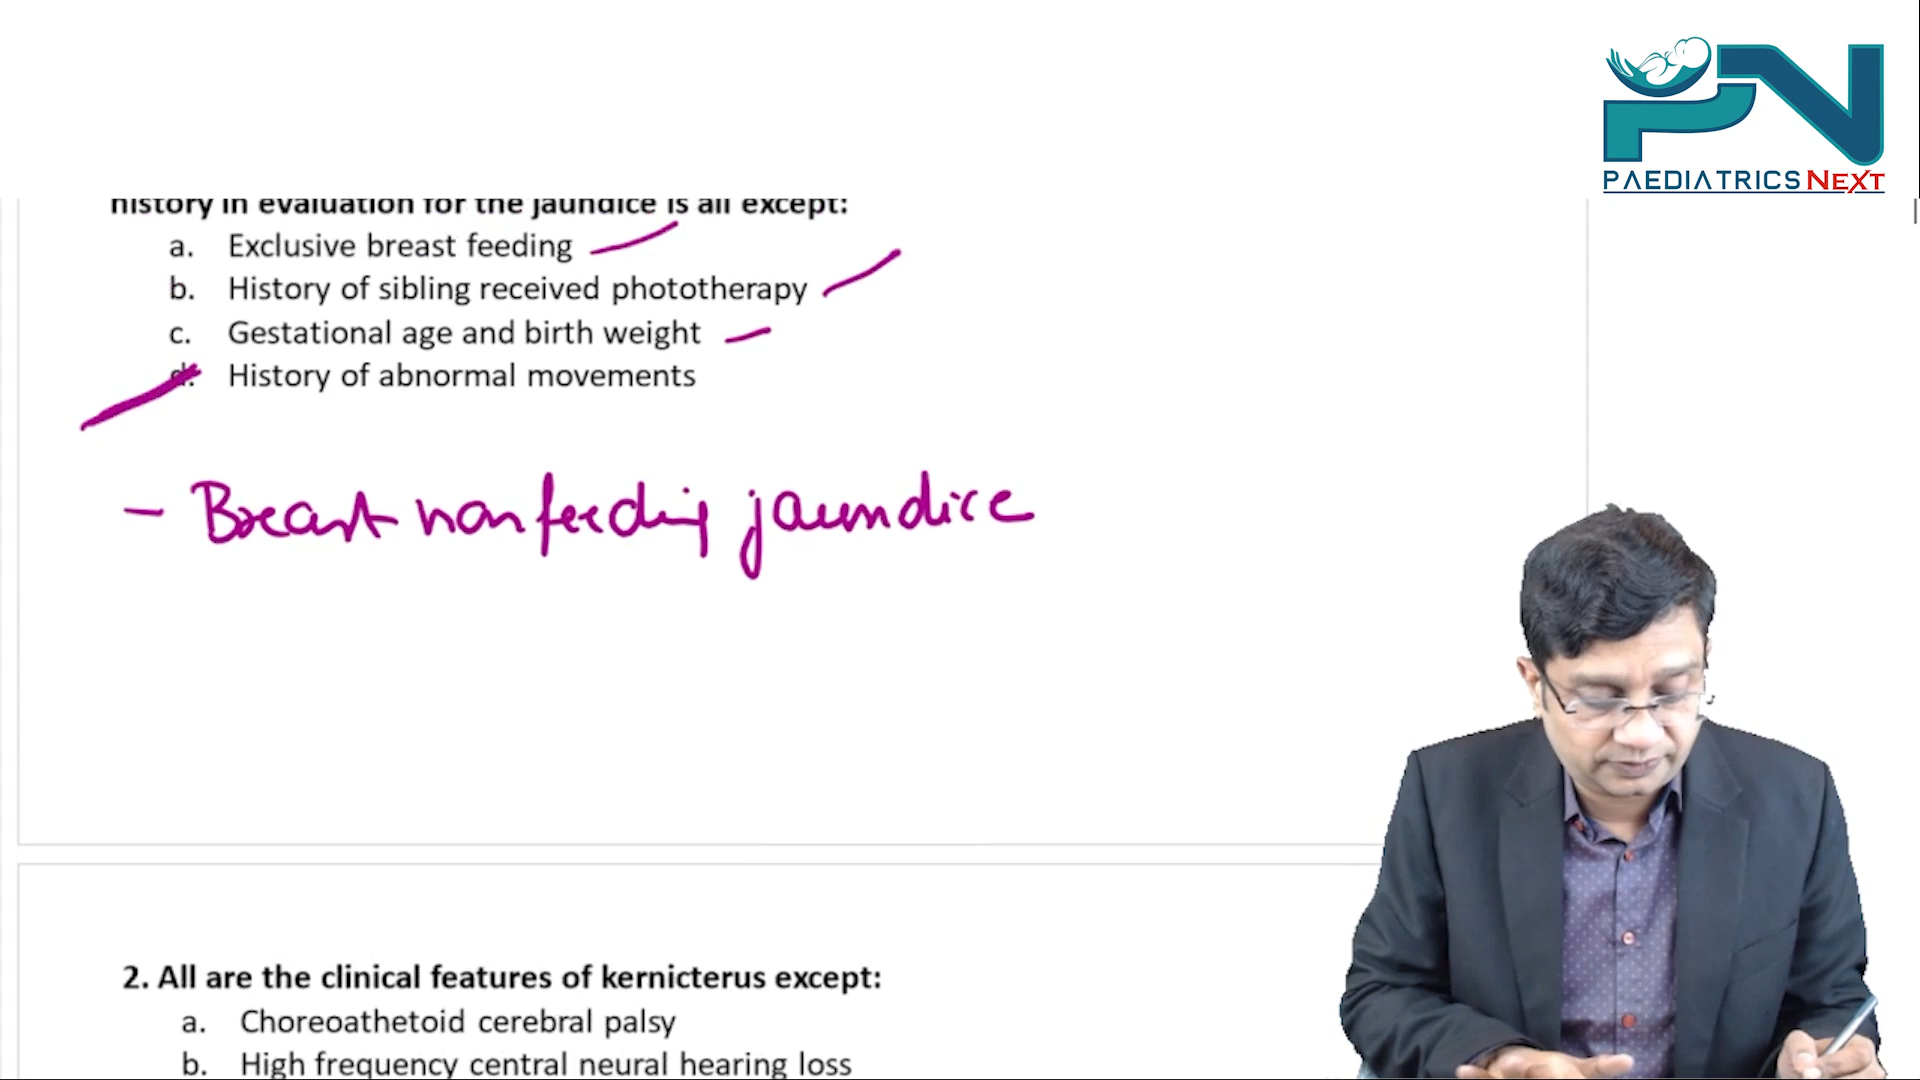 PN
PAEDIATRICS NEXT
history in evaluation for the jaundice is all except:
a. Exclusive breast feeding
b. History of sibling received phototherapy
c. Gestational age and birth weight
d. History of abnormal movements
- Breast non feeding jaundice
2. All are the clinical features of kernicterus except:
a. Choreoathetoid cerebral palsy
b. High frequency central neural hearing loss